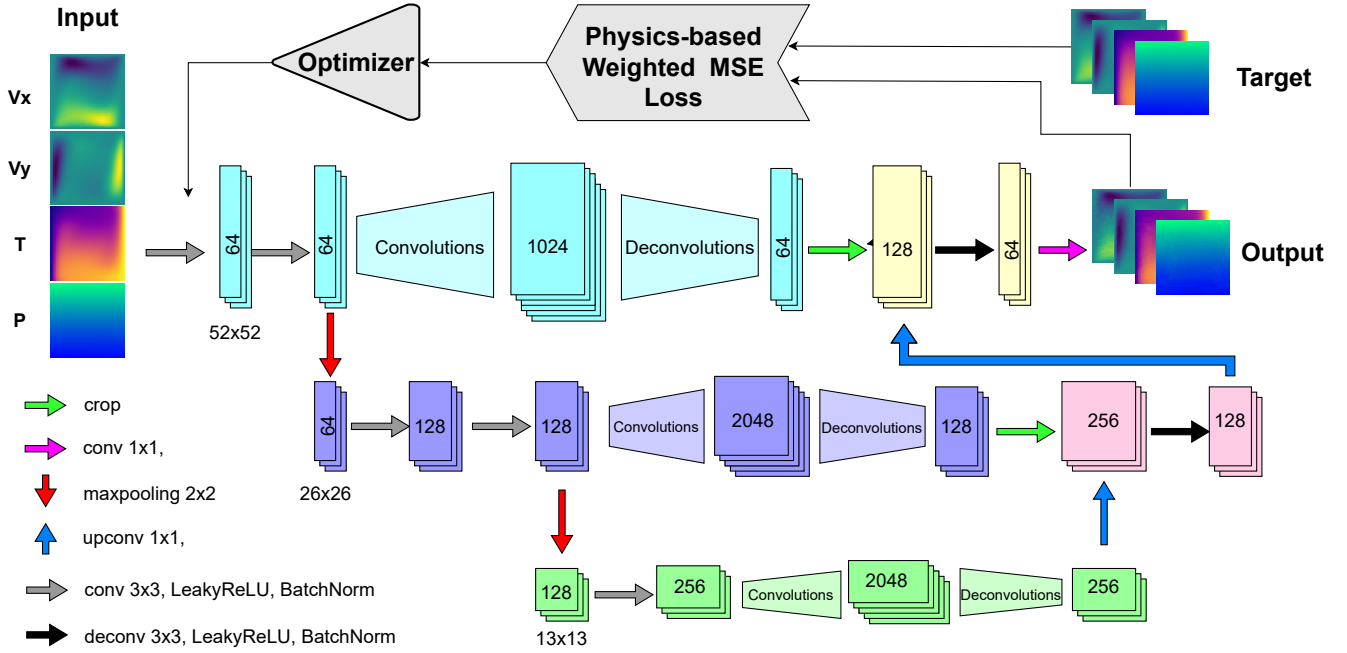 Input
Physics-based
Weighted MSE
Loss
Optimizer
Target
Vx
Vy
T
P
64
64
Convolutions
1024
Deconvolutions
64
128
64
Output
52x52
crop
conv 1x1,
maxpooling 2x2
upconv 1x1,
conv 3x3, LeakyReLU, BatchNorm
deconv 3x3, LeakyReLU, BatchNorm
64
128
128
Convolutions
2048
Deconvolutions
128
256
128
26x26
128
256
Convolutions
2048
Deconvolutions
256
13x13